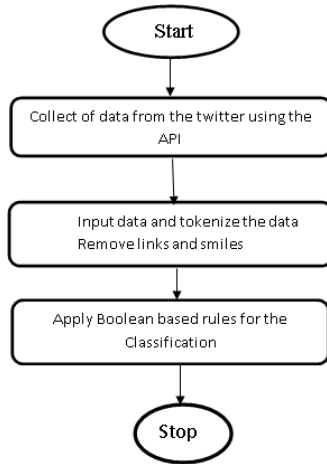 Start
Collect of data from the twitter using the
API
Input data and tokenize the data
Remove links and smiles
Apply Boolean based rules for the
Classification
Stop